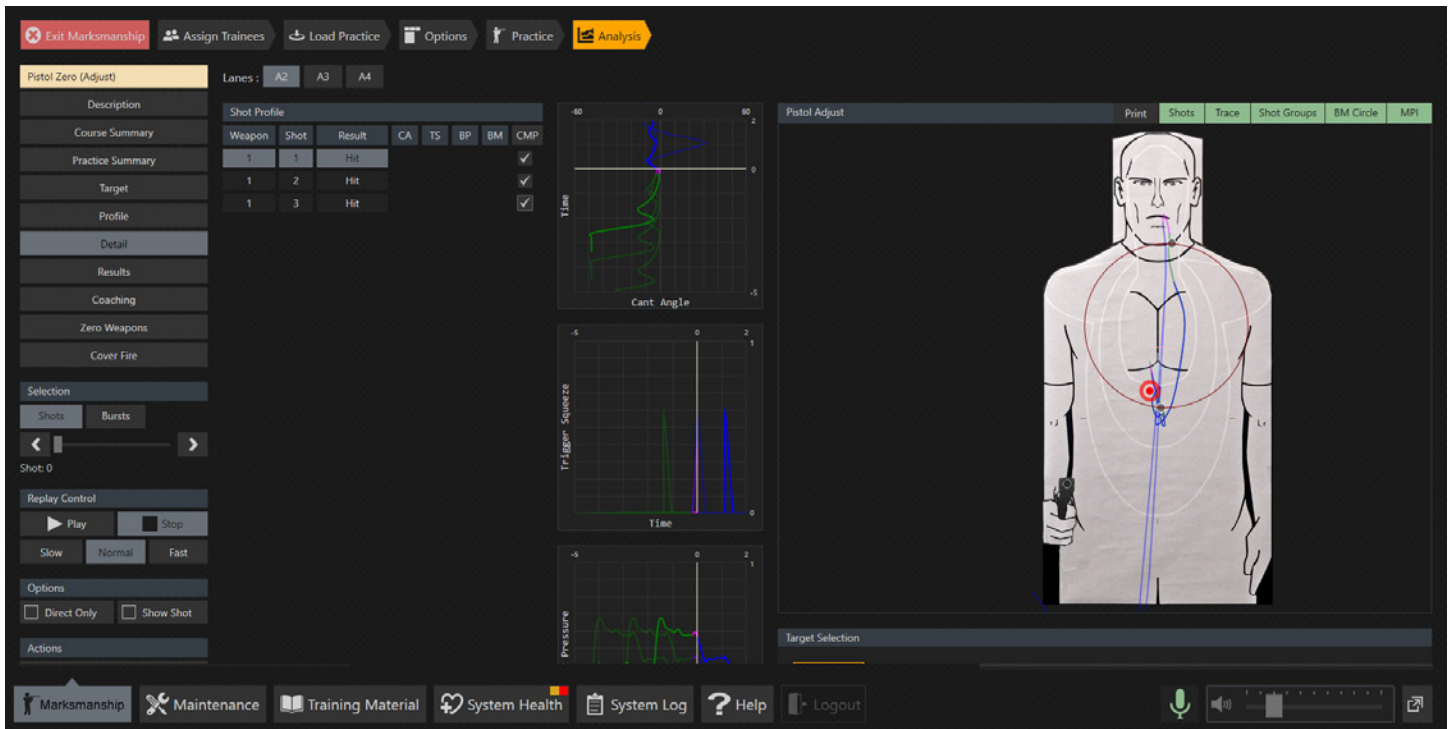 Exit Marksmanship
Assign Trainees
Load Practice
Options
Practice
Analysis
Pistol Zero (Adjust)
Description
Course Summary
Practice Summary
Target
Profile
Detail
Results
Coaching
Zero Weapons
Cover Fire
Selection
Shots Bursts
Shot: 0
Replay Control
Play Stop
Slow Normal Fast
Options
Direct Only Show Shot
Actions
Lanes : A2 A3 A4
Shot Profile
Weapon Shot Result CA TS BP BM CMP
1 1 Hit
1 2 Hit
1 3 Hit
-60 0 60
2
0
-5
Time
Cant Angle
-5 0 2
1
0
Trigger Squeeze
Time
-5 0 2
1
Pressure
Pistol Adjust
Print Shots Trace Shot Groups BM Circle MPI
Target Selection
Marksmanship
Maintenance
Training Material
System Health
System Log
? Help
Logout